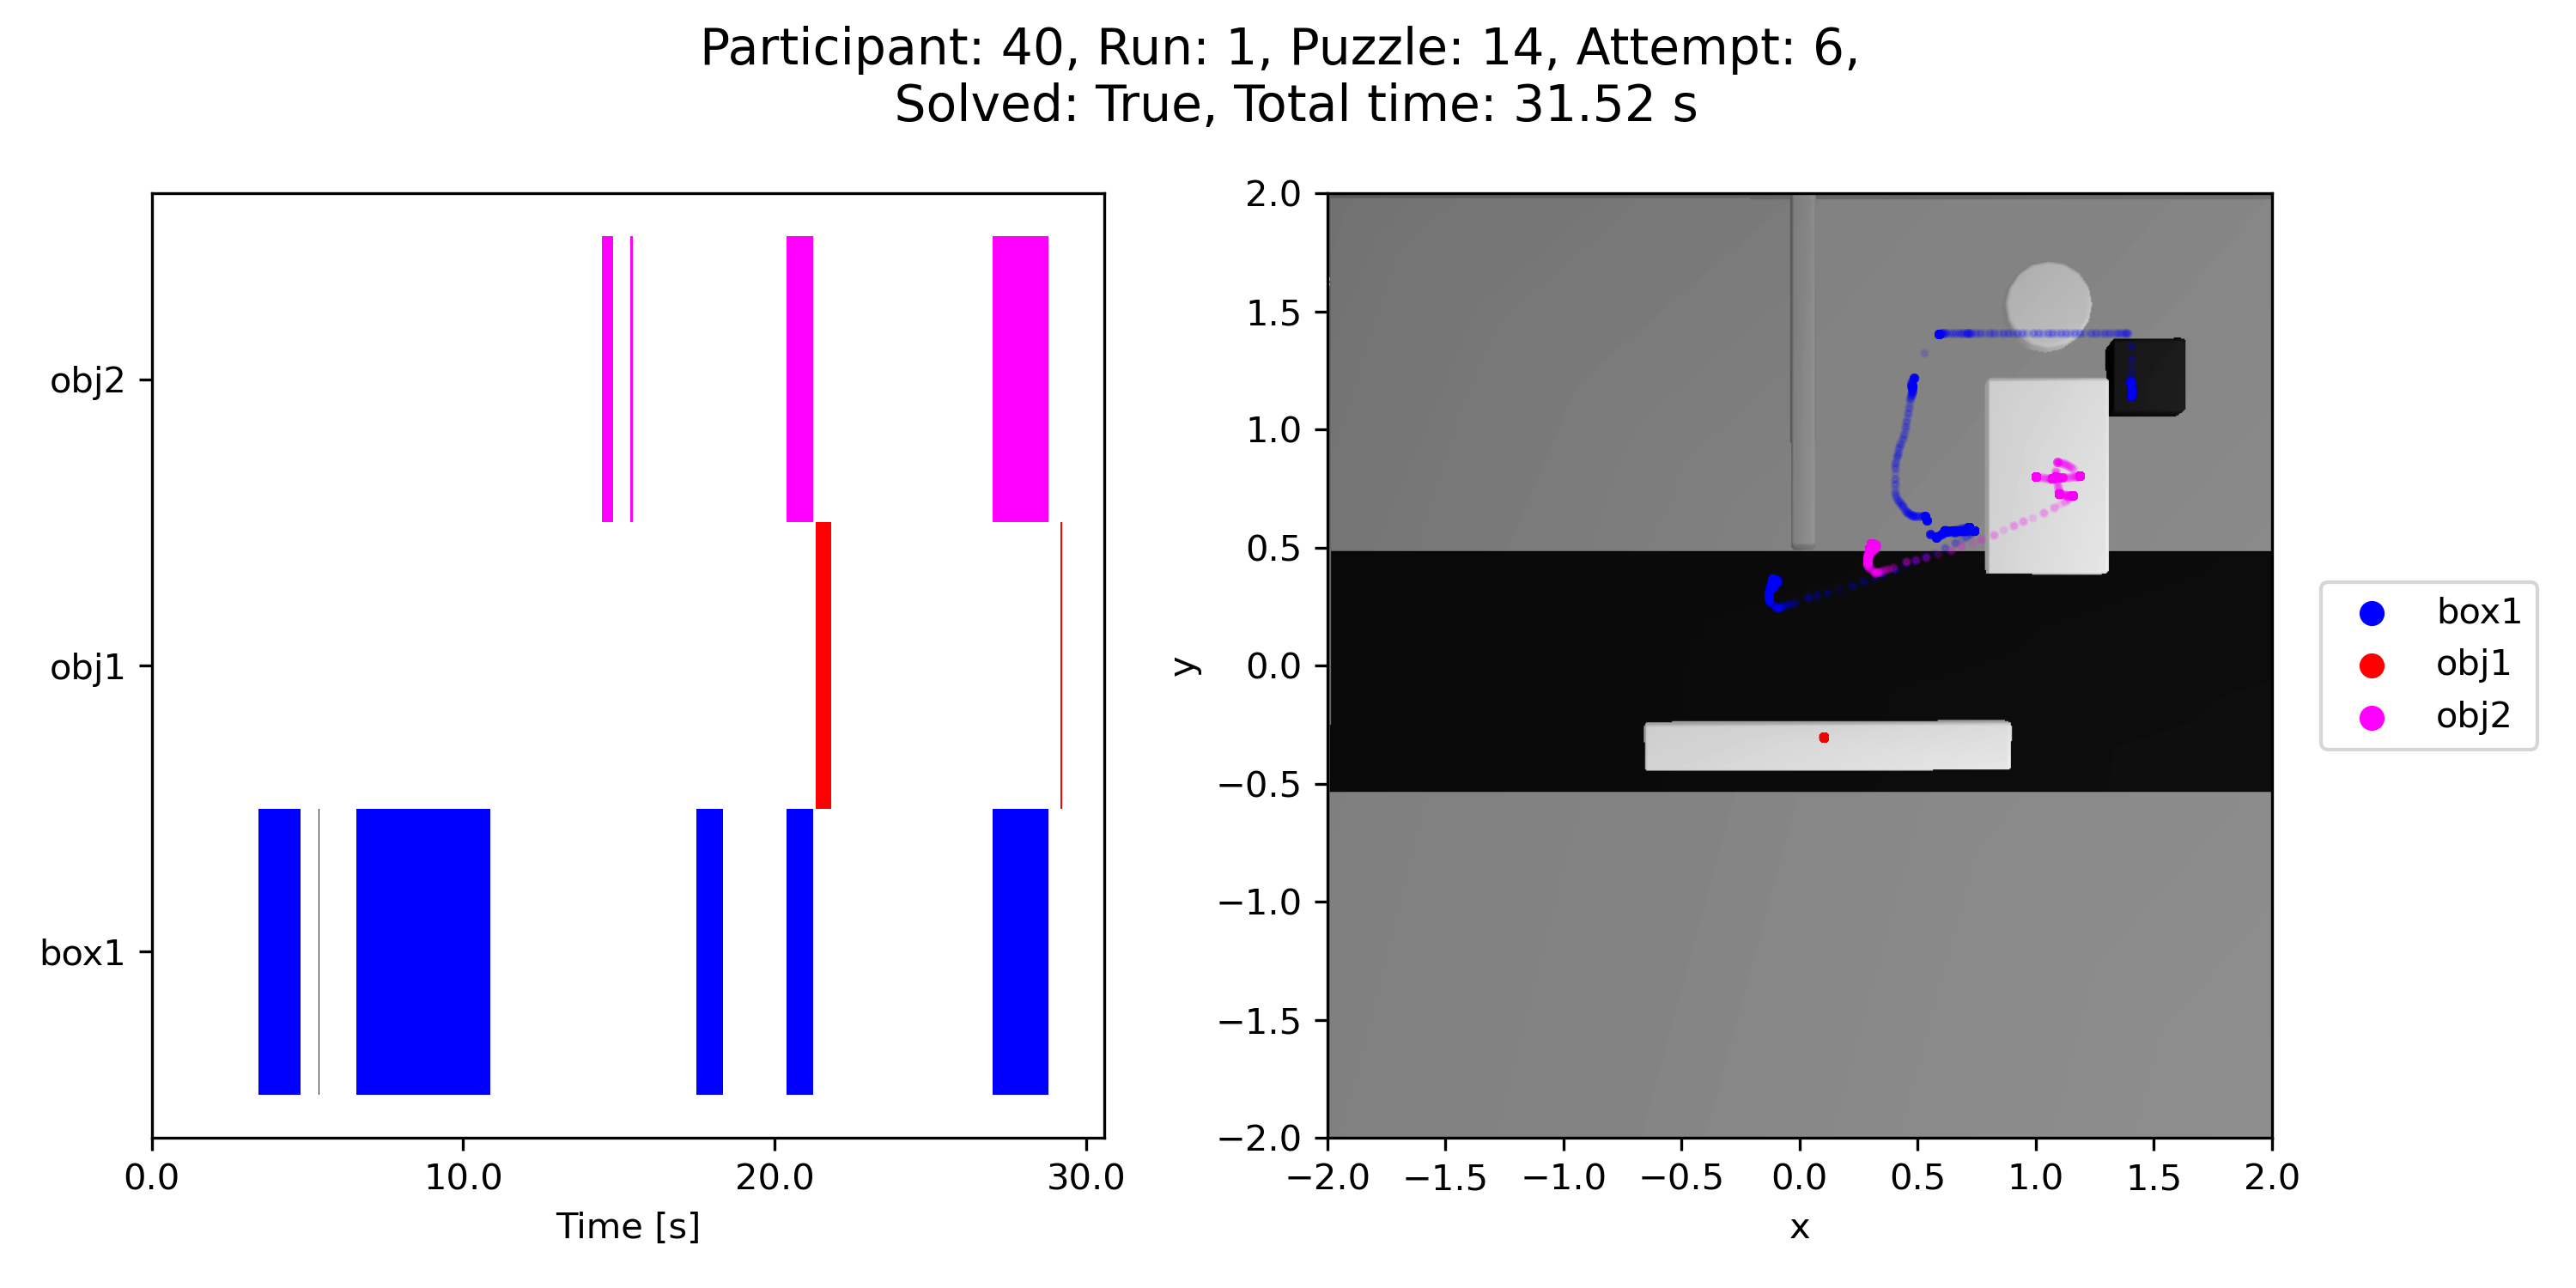 Participant: 40, Run: 1, Puzzle: 14, Attempt: 6,
Solved: True, Total time: 31.52 s
obj2
obj1
box1
0.0 10.0 20.0 30.0
Time [s]
2.0
1.5
1.0
0.5
0.0
−0.5
−1.0
−1.5
−2.0
y
−2.0 −1.5 −1.0 −0.5 0.0 0.5 1.0 1.5 2.0
x
box1
obj1
obj2